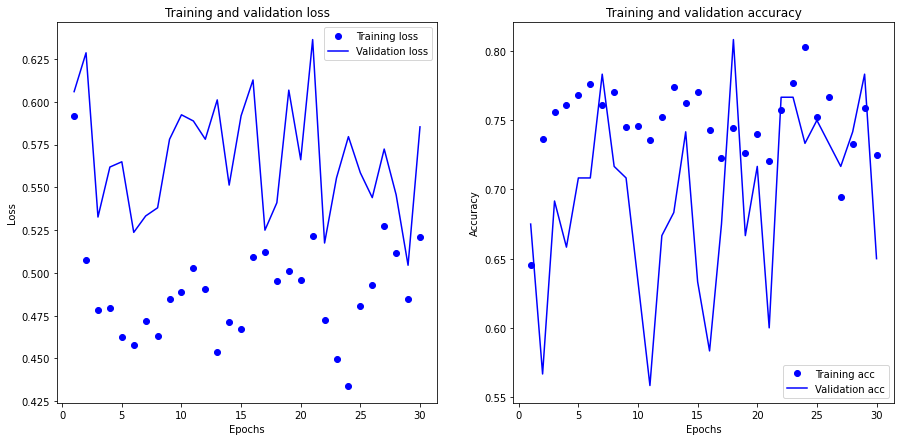 Training and validation loss
Training loss
Validation loss
0.625
0.600
0.575
0.550
0.525
0.500
0.475
0.450
0.425
Loss
0
5
10
15
20
25
30
Epochs
Training and validation accuracy
0.80
0.75
0.70
0.65
0.60
0.55
Accuracy
Training acc
Validation acc
0
5
10
15
20
25
30
Epochs